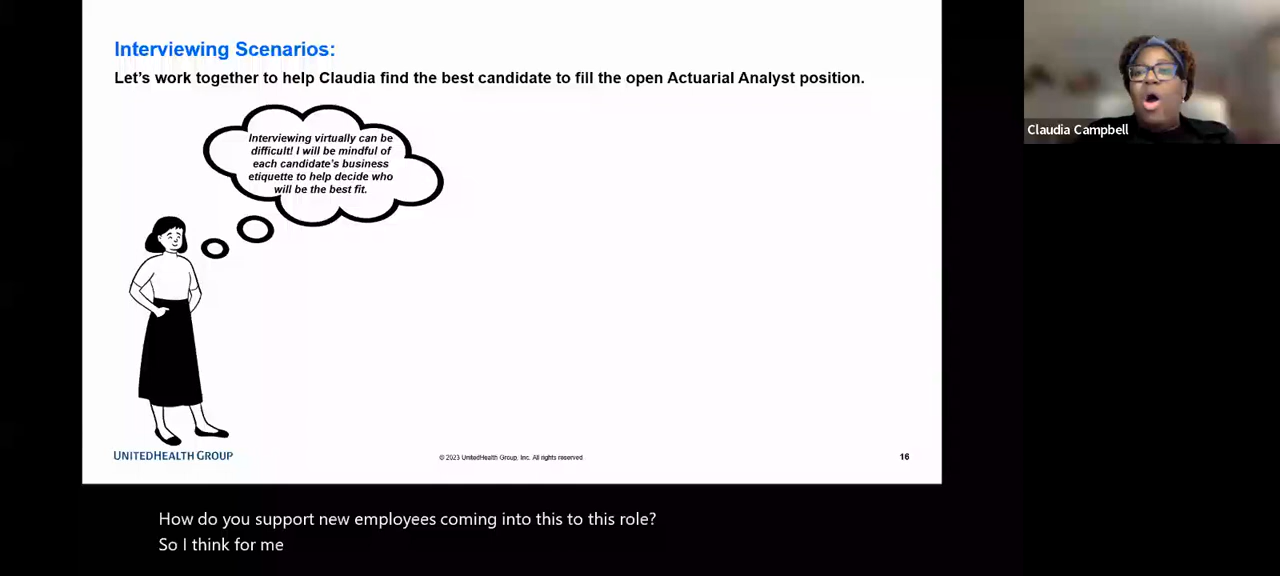 Interviewing Scenarios:
Let's work together to help Claudia find the best candidate to fill the open Actuarial Analyst position.
Interviewing virtually can be
difficult! I will be mindful of
each candidate's business
etiquette to help decide who
will be the best fit.
Claudia Campbell
UNITEDHEALTH GROUP
© 2023 UnitedHealth Group, Inc. All rights reserved
16
How do you support new employees coming into this to this role?
So I think for me